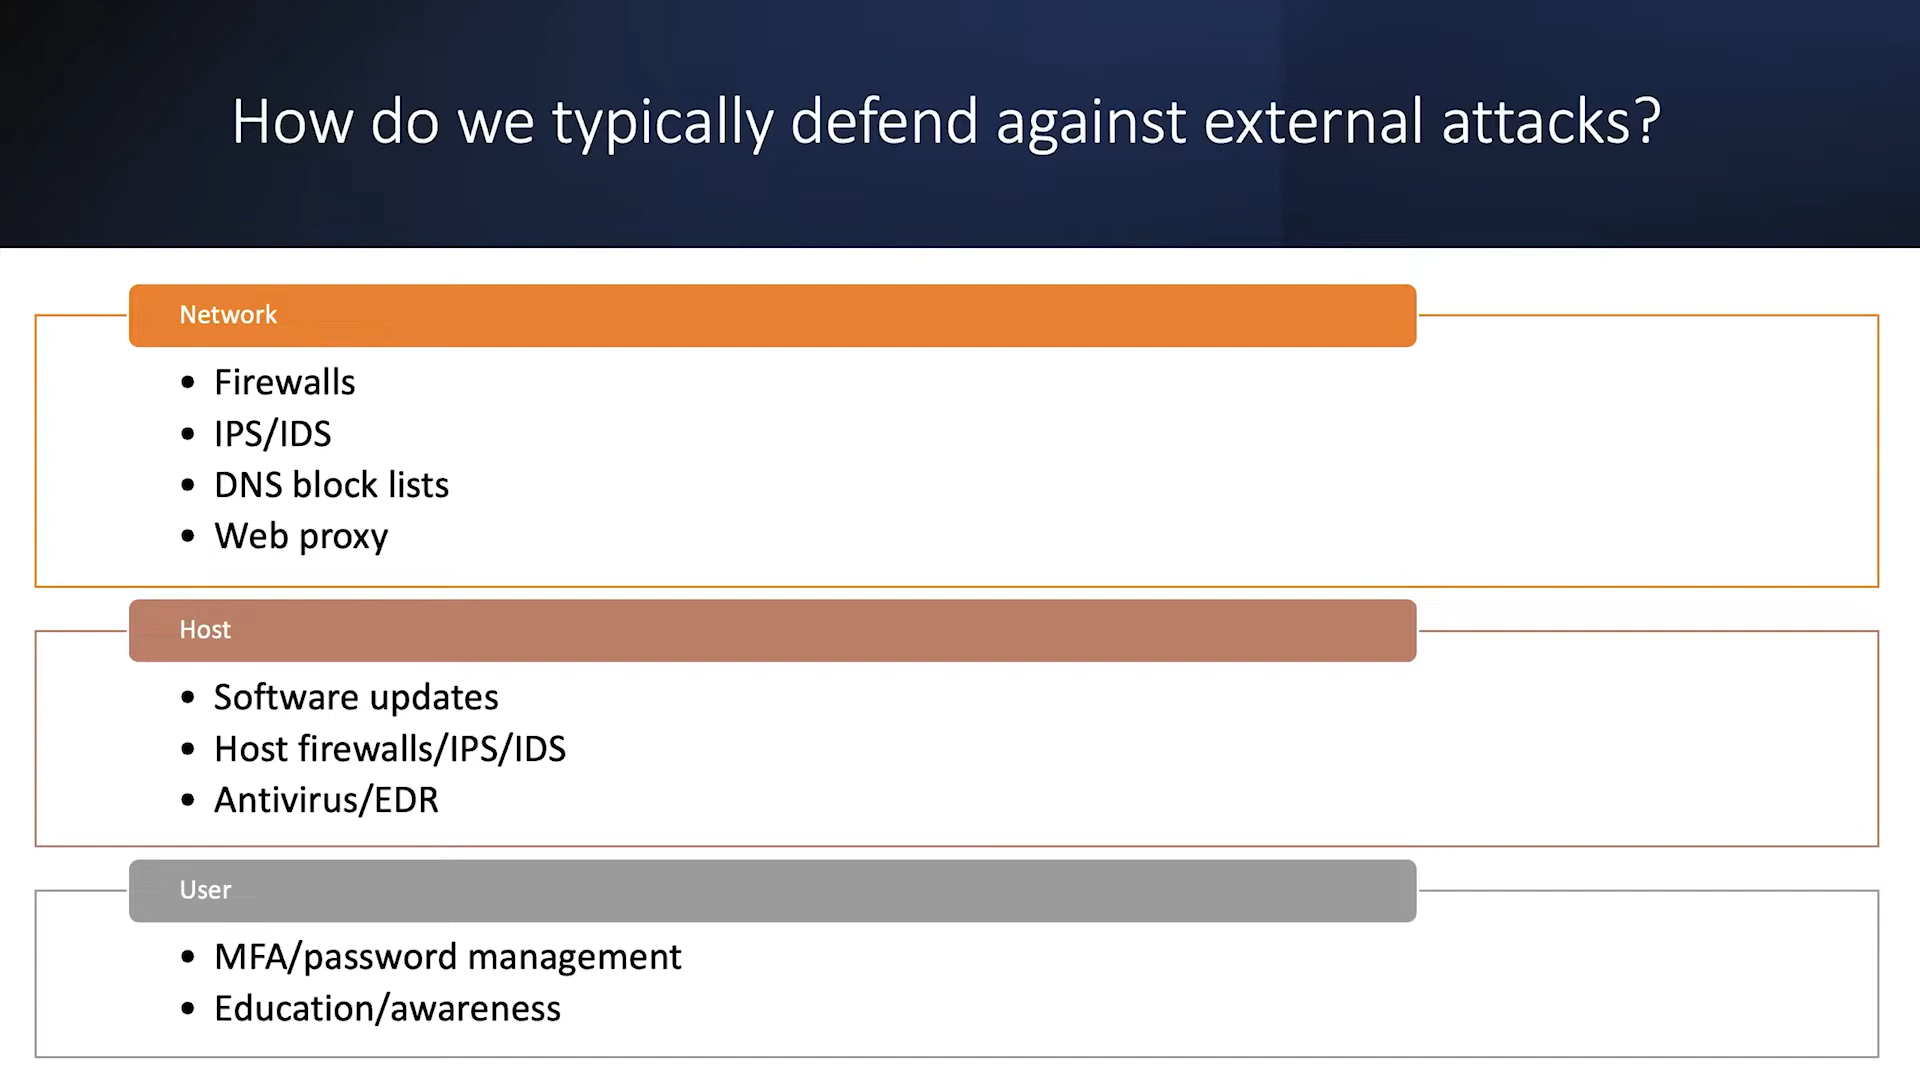 How do we typically defend against external attacks?
Network
• Firewalls
• IPS/IDS
• DNS block lists
• Web proxy
Host
• Software updates
• Host firewalls/IPS/IDS
• Antivirus/EDR
User
• MFA/password management
• Education/awareness